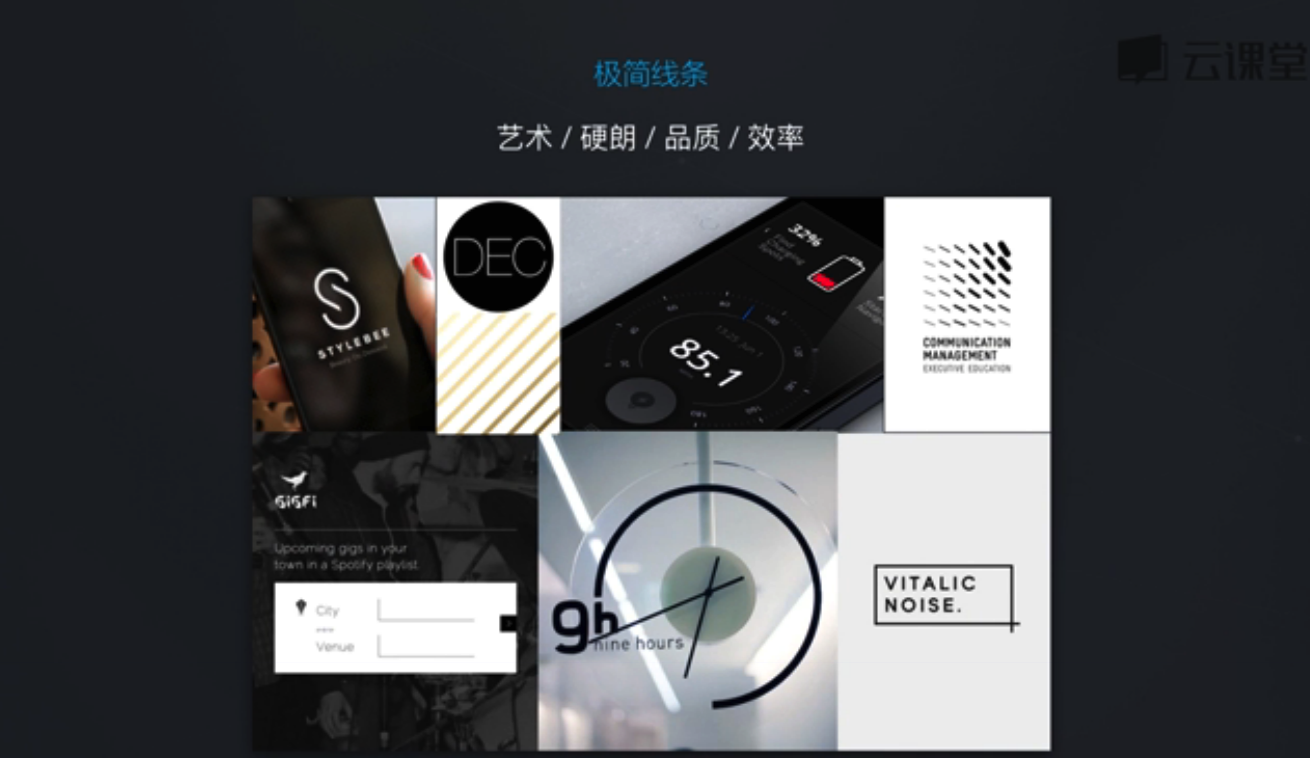 云课堂
极简线条
艺术 / 硬朗 / 品质 / 效率
STYLEBEE
DEC
32%
85.1
COMMUNICATION
MANAGEMENT
EXECUTIVE EDUCATION
GiGFi
Upcoming gigs in your
town in a Spotify playlist
City
Venue
9h
nine hours
VITALIC
NOISE.